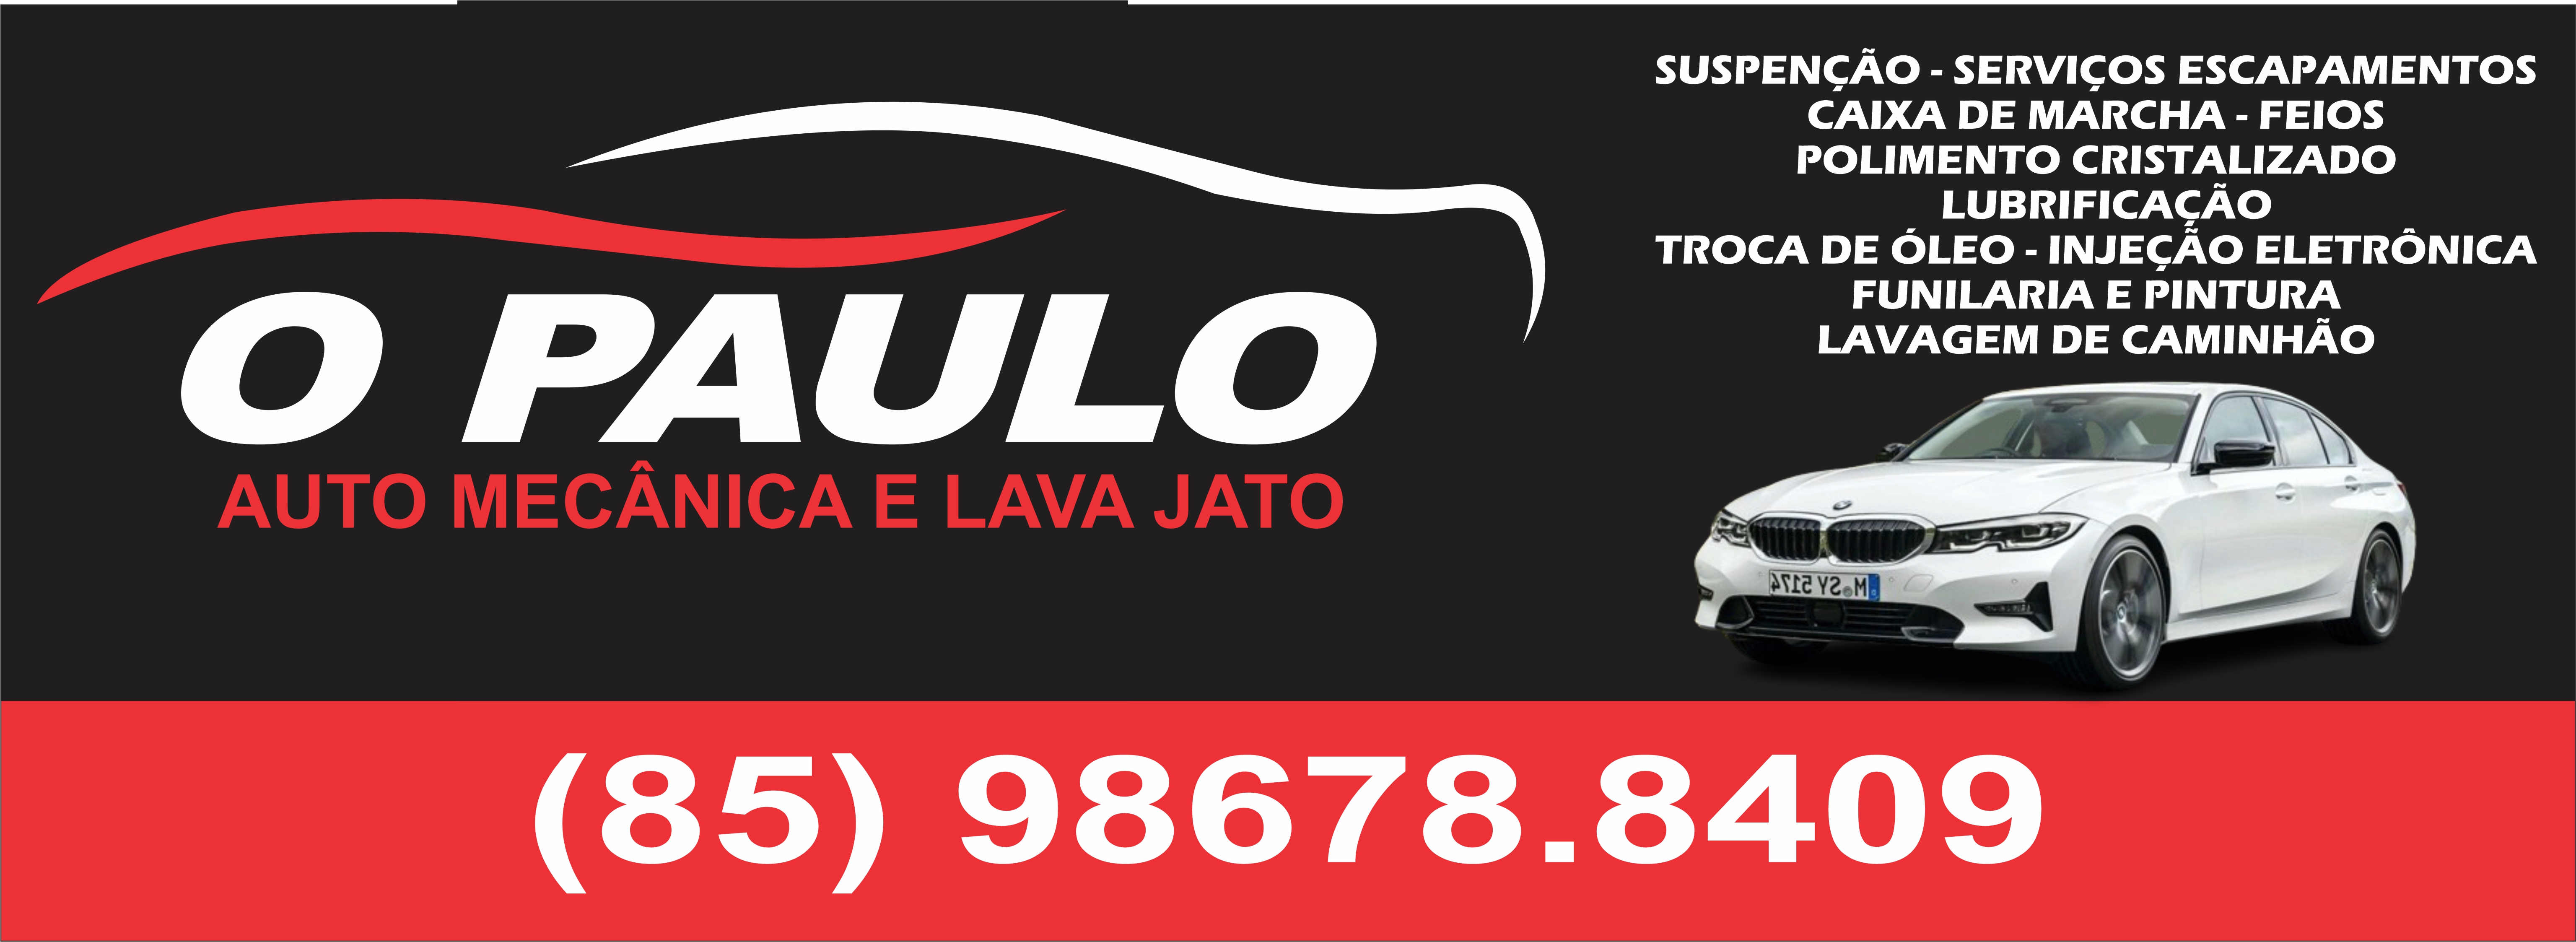 SUSPENÇÃO - SERVIÇOS ESCAPAMENTOS
CAIXA DE MARCHA - FEIOS
POLIMENTO CRISTALIZADO
LUBRIFICAÇÃO
TROCA DE ÓLEO - INJEÇÃO ELETRÔNICA
FUNILARIA E PINTURA
LAVAGEM DE CAMINHÃO
O PAULO
AUTO MECÂNICA E LAVA JATO
M SY 5174
(85) 98678.8409